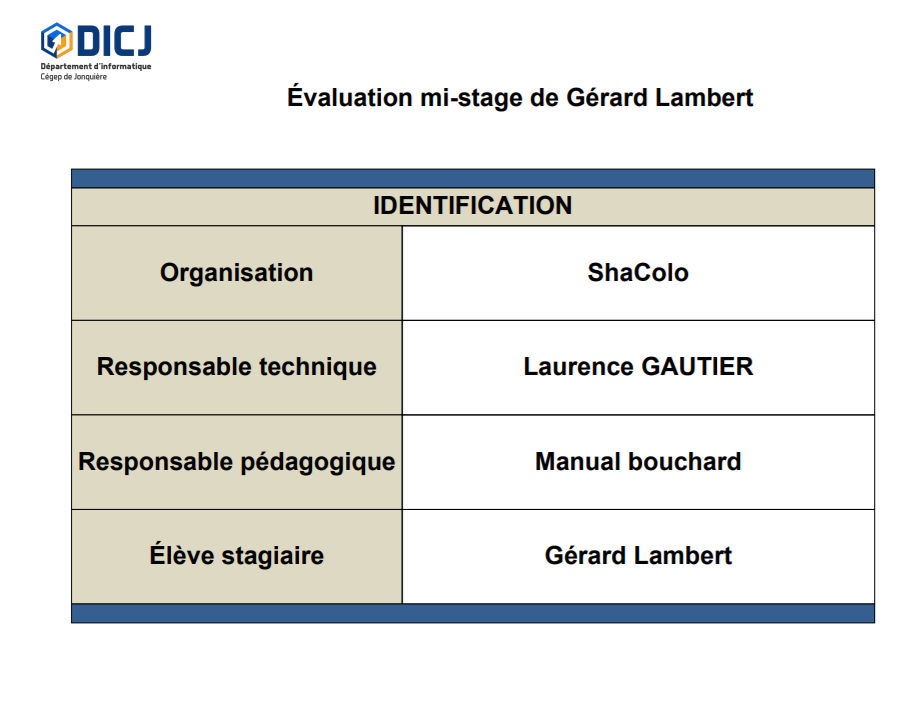 DICJ
Département d'informatique
Cégep de Jonquière
Évaluation mi-stage de Gérard Lambert
IDENTIFICATION
Organisation ShaColo
Responsable technique Laurence GAUTIER
Responsable pédagogique Manual bouchard
Élève stagiaire Gérard Lambert